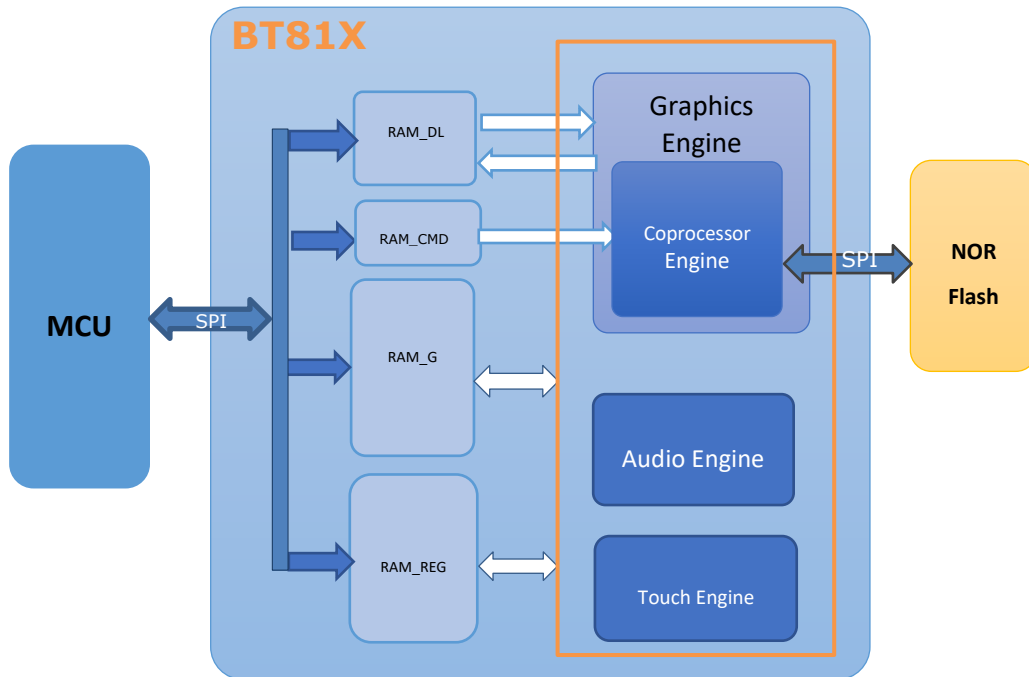 BT81X
MCU
SPI
RAM_DL
RAM_CMD
RAM_G
RAM_REG
Graphics
Engine
Coprocessor
Engine
Audio Engine
Touch Engine
SPI
NOR
Flash